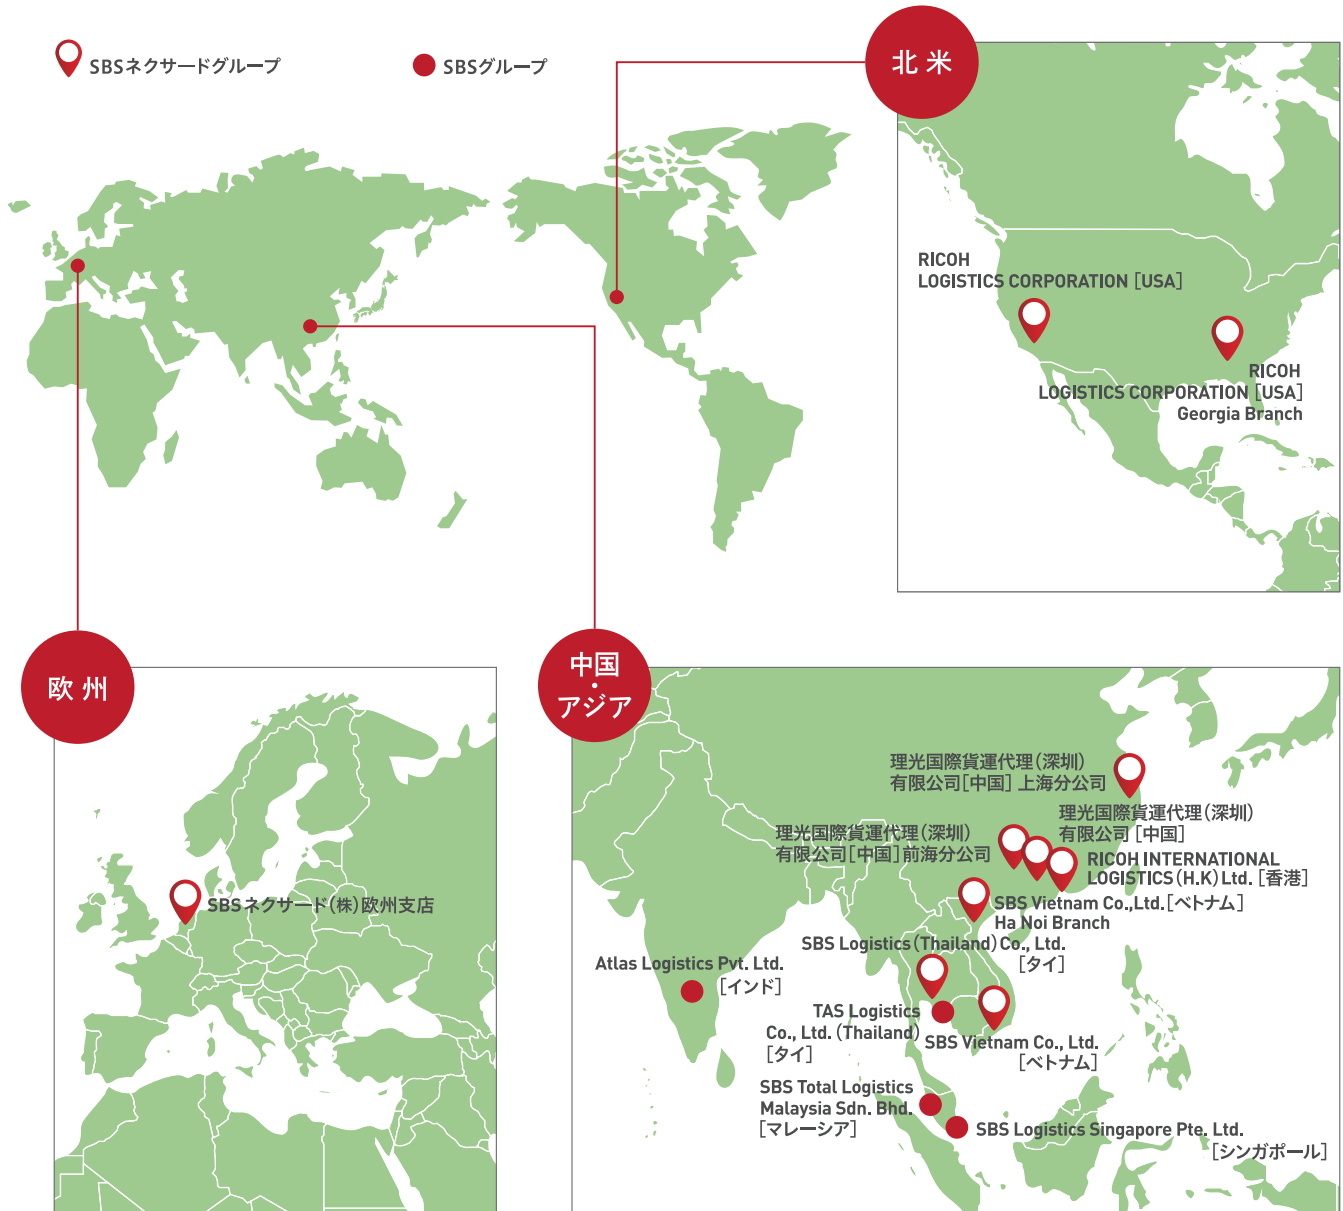 SBSネクサードグループ
SBSグループ
北 米
RICOH
LOGISTICS CORPORATION [USA]
RICOH
LOGISTICS CORPORATION [USA]
Georgia Branch
欧 州
SBSネクサード(株)欧州支店
中国
・
アジア
理光国際貨運代理(深圳)
有限公司[中国] 上海分公司
理光国際貨運代理(深圳)
有限公司 [中国]
理光国際貨運代理(深圳)
有限公司[中国]前海分公司
RICOH INTERNATIONAL
LOGISTICS(H.K)Ltd. [香港]
SBS Vietnam Co.,Ltd.[ベトナム]
Ha Noi Branch
SBS Logistics(Thailand)Co., Ltd.
[タイ]
Atlas Logistics Pvt. Ltd.
[インド]
TAS Logistics
Co., Ltd. (Thailand)
[タイ]
SBS Vietnam Co., Ltd.
[ベトナム]
SBS Total Logistics
Malaysia Sdn. Bhd.
[マレーシア]
SBS Logistics Singapore Pte. Ltd.
[シンガポール]